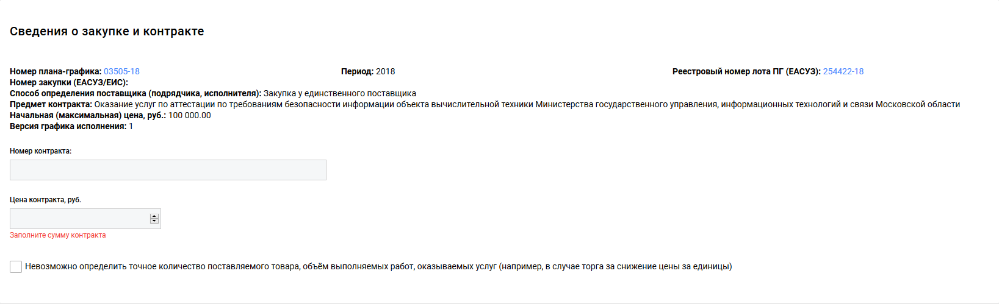 Сведения о закупке и контракте
Номер плана-графика: 03505-18 Период: 2018 Реестровый номер лота ПГ (ЕАСУЗ): 254422-18
Номер закупки (ЕАСУЗ/ЕИС):
Способ определения поставщика (подрядчика, исполнителя): Закупка у единственного поставщика
Предмет контракта: Оказание услуг по аттестации по требованиям безопасности информации объекта вычислительной техники Министерства государственного управления, информационных технологий и связи Московской области
Начальная (максимальная) цена, руб.: 100 000.00
Версия графика исполнения: 1
Номер контракта:
Цена контракта, руб.
Заполните сумму контракта
Невозможно определить точное количество поставляемого товара, объём выполняемых работ, оказываемых услуг (например, в случае торга за снижение цены за единицы)